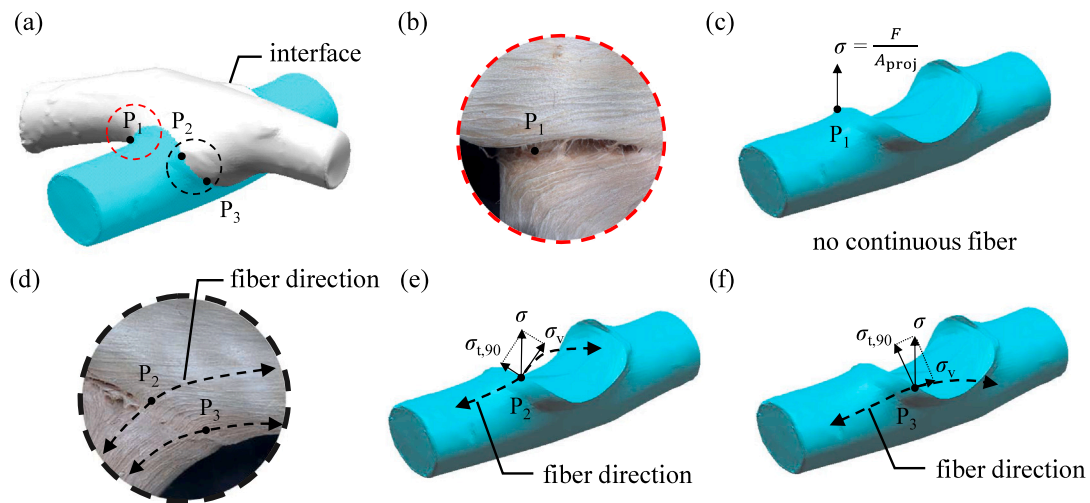 (a)
interface
P1
P2
P3
(b)
P1
(c)
σ = F / Aproj
P1
no continuous fiber
(d)
fiber direction
P2
P3
(e)
σ
σt,90
σv
P2
fiber direction
(f)
σ
σt,90
σv
P3
fiber direction